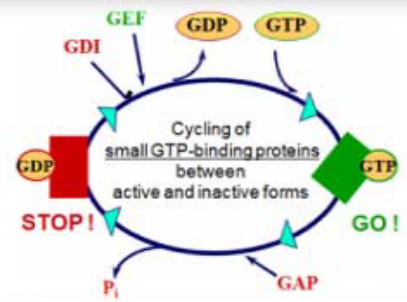 GEF
GDP
GTP
GDI
Cycling of
small GTP-binding proteins
between
active and inactive forms
GDP
GTP
STOP !
GO !
Pi
GAP